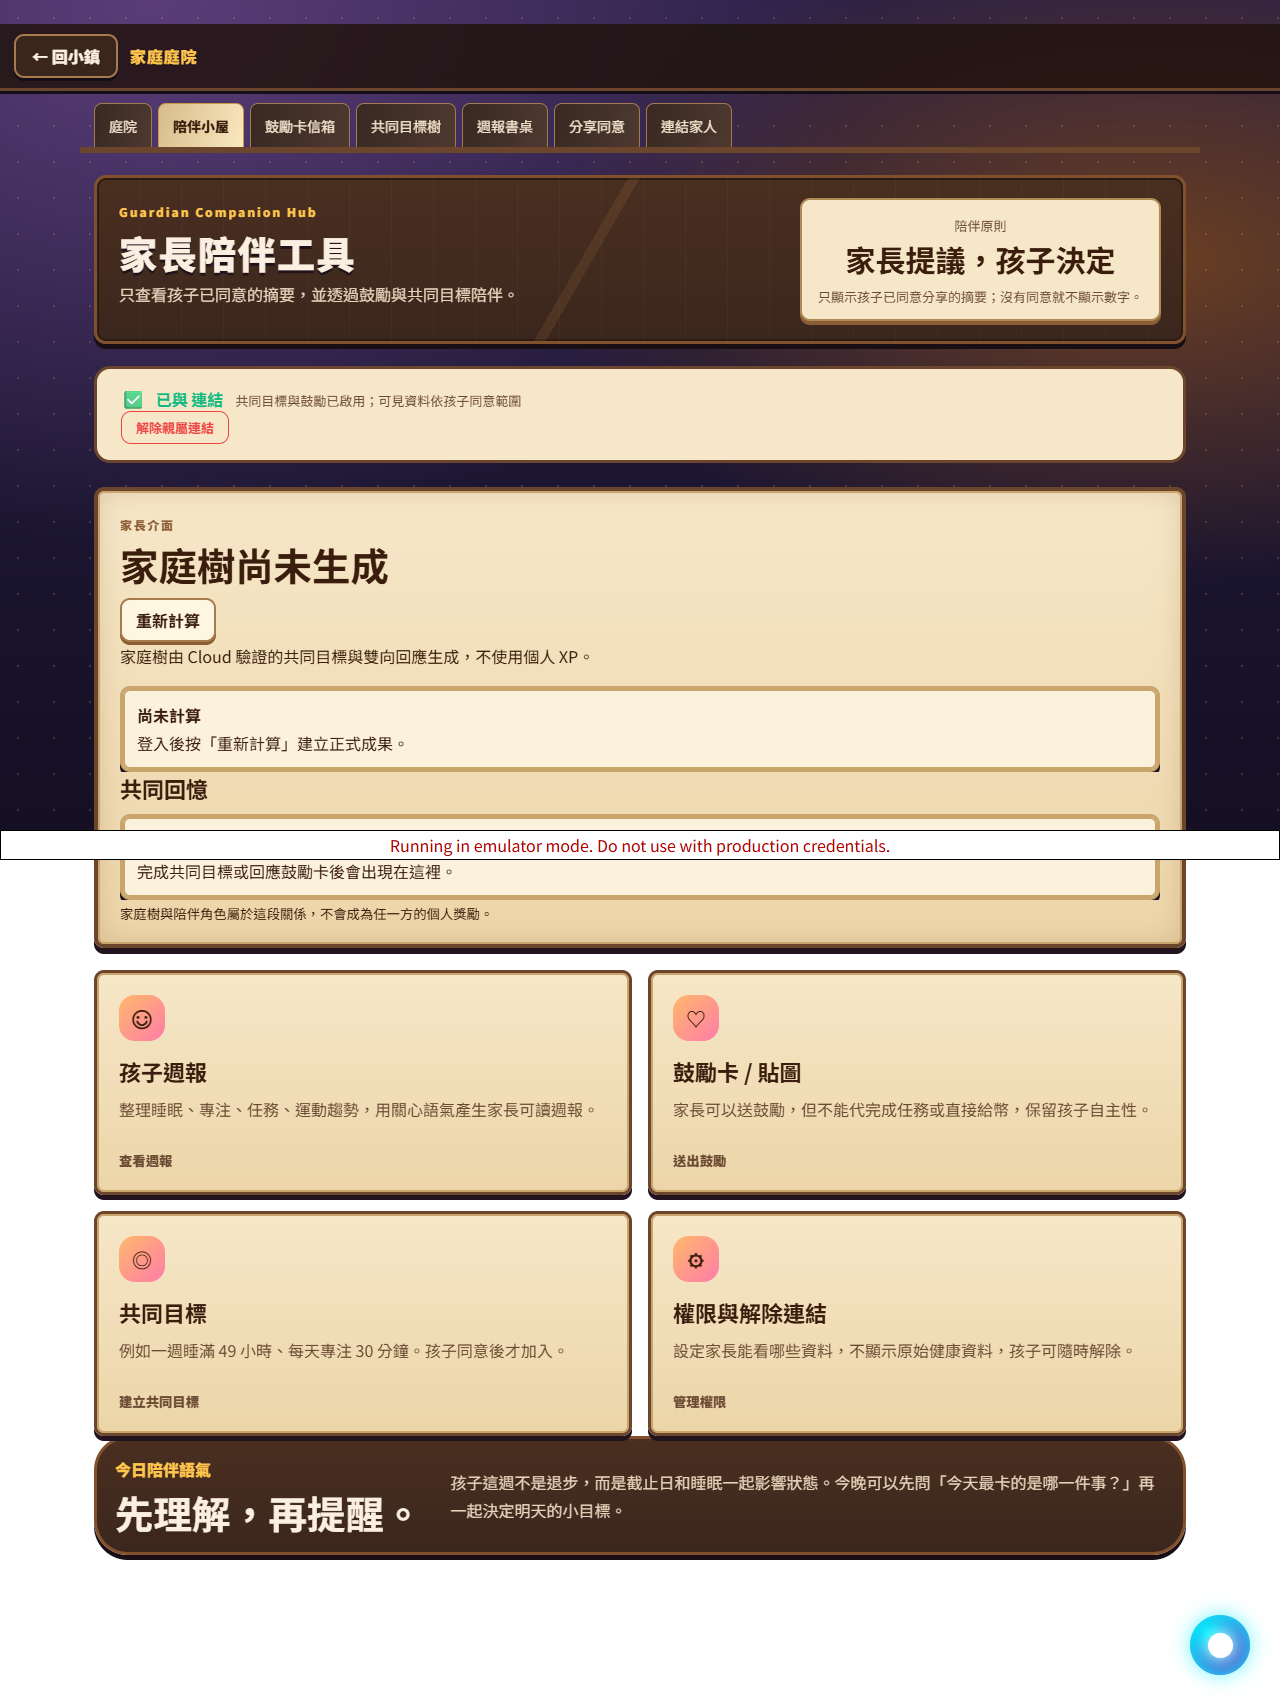 ← 回小鎮
家庭庭院
庭院
陪伴小屋
鼓勵卡信箱
共同目標樹
週報書桌
分享同意
連結家人
Guardian Companion Hub
家長陪伴工具
只查看孩子已同意的摘要，並透過鼓勵與共同目標陪伴。
陪伴原則
家長提議，孩子決定
只顯示孩子已同意分享的摘要；沒有同意就不顯示數字。
✅ 已與 連結 共同目標與鼓勵已啟用；可見資料依孩子同意範圍
解除親屬連結
家長介面
家庭樹尚未生成
重新計算
家庭樹由 Cloud 驗證的共同目標與雙向回應生成，不使用個人 XP。
尚未計算
登入後按「重新計算」建立正式成果。
共同回憶
Running in emulator mode. Do not use with production credentials.
完成共同目標或回應鼓勵卡後會出現在這裡。
家庭樹與陪伴角色屬於這段關係，不會成為任一方的個人獎勵。
孩子週報
整理睡眠、專注、任務、運動趨勢，用關心語氣產生家長可讀週報。
查看週報
鼓勵卡 / 貼圖
家長可以送鼓勵，但不能代完成任務或直接給幣，保留孩子自主性。
送出鼓勵
共同目標
例如一週睡滿 49 小時、每天專注 30 分鐘。孩子同意後才加入。
建立共同目標
權限與解除連結
設定家長能看哪些資料，不顯示原始健康資料，孩子可隨時解除。
管理權限
今日陪伴語氣
先理解，再提醒。
孩子這週不是退步，而是截止日和睡眠一起影響狀態。今晚可以先問「今天最卡的是哪一件事？」再
一起決定明天的小目標。